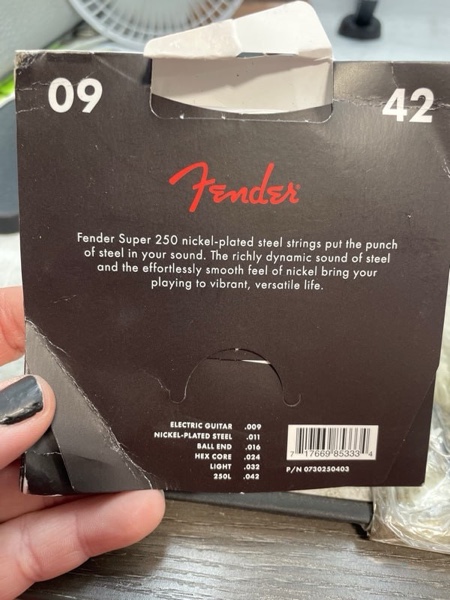 09
42
Fender
Fender Super 250 nickel-plated steel strings put the punch
of steel in your sound. The richly dynamic sound of steel
and the effortlessly smooth feel of nickel bring your
playing to vibrant, versatile life.
ELECTRIC GUITAR .009
NICKEL-PLATED STEEL .011
BALL END .016
HEX CORE .024
LIGHT .032
250L .042
7 17669 85333 4
P/N 0730250403